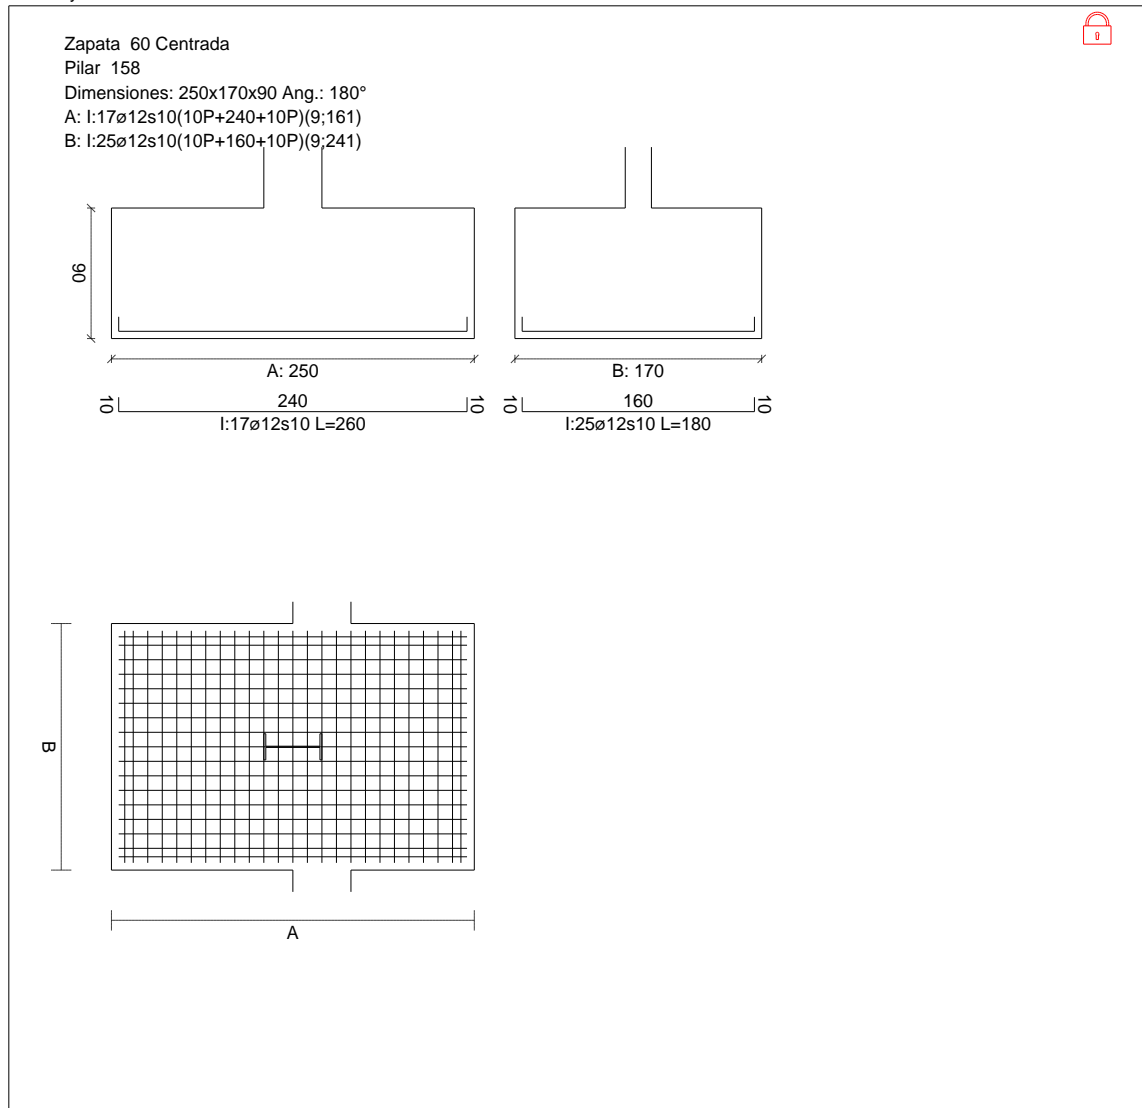 Zapata 60 Centrada
Pilar 158
Dimensiones: 250x170x90 Ang.: 180°
A: I:17ø12s10(10P+240+10P)(9;161)
B: I:25ø12s10(10P+160+10P)(9;241)
90
A: 250
B: 170
10 240 10
I:17ø12s10 L=260
10 160 10
I:25ø12s10 L=180
B
A